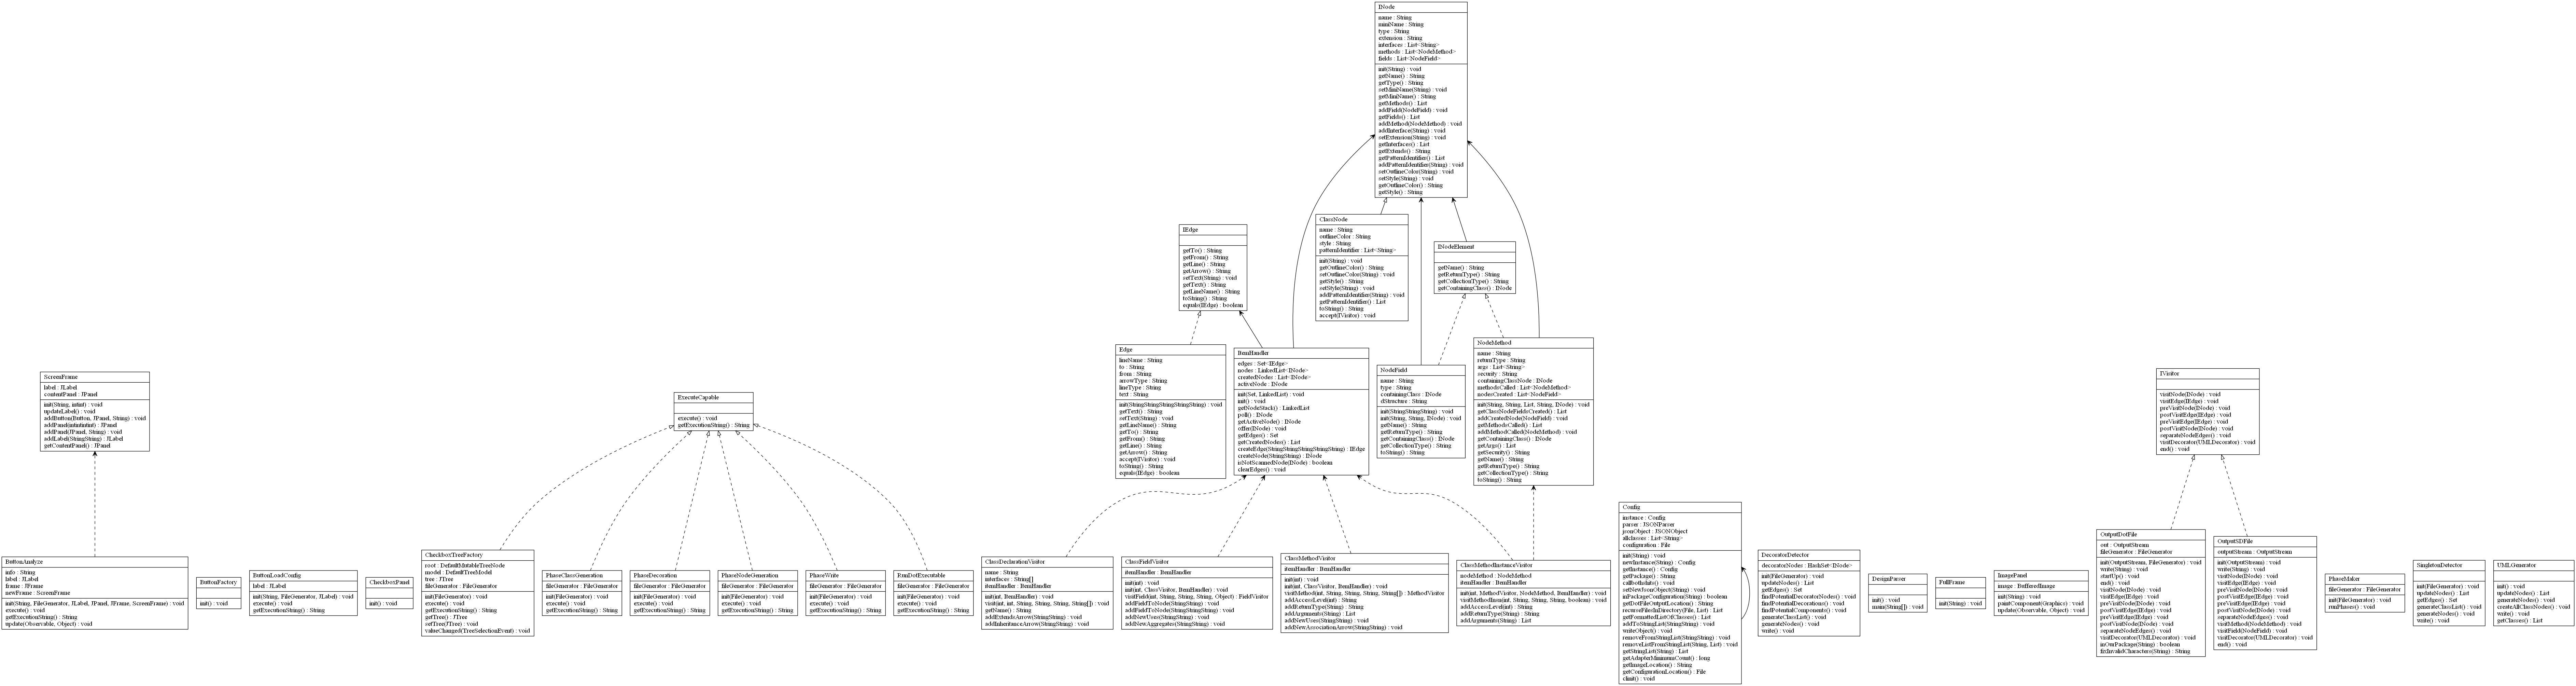 INode
name : String
miniName : String
type : String
extension : String
interfaces : List<String>
methods : List<NodeMethod>
fields : List<NodeField>
init(String) : void
getName() : String
getType() : String
setMiniName(String) : void
getMiniName() : String
getMethods() : List
addField(NodeField) : void
getFields() : List
addMethod(NodeMethod) : void
addInterface(String) : void
setExtension(String) : void
getInterfaces() : List
getExtends() : String
getPatternIdentifier() : List
addPatternIdentifier(String) : void
setOutlineColor(String) : void
setStyle(String) : void
getOutlineColor() : String
getStyle() : String
IEdge
getTo() : String
getFrom() : String
getLine() : String
getArrow() : String
setText(String) : void
getText() : String
getLineName() : String
toString() : String
equals(IEdge) : boolean
ClassNode
name : String
outlineColor : String
style : String
patternIdentifier : List<String>
init(String) : void
getOutlineColor() : String
setOutlineColor(String) : void
getStyle() : String
setStyle(String) : void
addPatternIdentifier(String) : void
getPatternIdentifier() : List
toString() : String
accept(IVisitor) : void
INodeElement
getName() : String
getReturnType() : String
getCollectionType() : String
getContainingClass() : INode
ScreenFrame
label : JLabel
contentPanel : JPanel
init(String, intint) : void
updateLabel() : void
addButton(Button, JPanel, String) : void
addPanel(intintintint) : JPanel
addPanel(JPanel, String) : void
addLabel(StringString) : JLabel
getContentPanel() : JPanel
ExecuteCapable
execute() : void
getExecutionString() : String
Edge
lineName : String
to : String
from : String
arrowType : String
lineType : String
text : String
init(StringStringStringStringString) : void
getText() : String
setText(String) : void
getLineName() : String
getTo() : String
getFrom() : String
getLine() : String
getArrow() : String
accept(IVisitor) : void
toString() : String
equals(IEdge) : boolean
ItemHandler
edges : Set<IEdge>
nodes : LinkedList<INode>
createdNodes : List<INode>
activeNode : INode
init(Set, LinkedList) : void
init() : void
getNodeStack() : LinkedList
poll() : INode
getActiveNode() : INode
offer(INode) : void
getEdges() : Set
getCreatedNodes() : List
createEdge(StringStringStringStringString) : IEdge
createNode(StringString) : INode
isNotScannedNode(INode) : boolean
clearEdges() : void
NodeField
name : String
type : String
containingClass : INode
dStructure : String
init(StringStringString) : void
init(String, String, INode) : void
getName() : String
getReturnType() : String
getContainingClass() : INode
getCollectionType() : String
toString() : String
NodeMethod
name : String
returnType : String
args : List<String>
security : String
containingClassNode : INode
methodsCalled : List<NodeMethod>
nodesCreated : List<NodeField>
init(String, String, List, String, INode) : void
getClassNodeFieldsCreated() : List
addCreatedNode(NodeField) : void
getMethodsCalled() : List
addMethodCalled(NodeMethod) : void
getContainingClass() : INode
getArgs() : List
getSecurity() : String
getName() : String
getReturnType() : String
getCollectionType() : String
toString() : String
IVisitor
visitNode(INode) : void
visitEdge(IEdge) : void
preVisitNode(INode) : void
postVisitEdge(IEdge) : void
preVisitEdge(IEdge) : void
postVisitNode(INode) : void
separateNodeEdges() : void
visitDecorator(UMLDecorator) : void
end() : void
ButtonAnalyze
info : String
label : JLabel
frame : JFrame
newFrame : ScreenFrame
init(String, FileGenerator, JLabel, JPanel, JFrame, ScreenFrame) : void
execute() : void
getExecutionString() : String
update(Observable, Object) : void
ButtonFactory
init() : void
ButtonLoadConfig
label : JLabel
init(String, FileGenerator, JLabel) : void
execute() : void
getExecutionString() : String
CheckboxPanel
init() : void
CheckboxTreeFactory
root : DefaultMutableTreeNode
model : DefaultTreeModel
tree : JTree
fileGenerator : FileGenerator
init(FileGenerator) : void
execute() : void
getExecutionString() : String
getTree() : JTree
setTree(JTree) : void
valueChanged(TreeSelectionEvent) : void
PhaseClassGeneration
fileGenerator : FileGenerator
init(FileGenerator) : void
execute() : void
getExecutionString() : String
PhaseDecoration
fileGenerator : FileGenerator
init(FileGenerator) : void
execute() : void
getExecutionString() : String
PhaseNodeGeneration
fileGenerator : FileGenerator
init(FileGenerator) : void
execute() : void
getExecutionString() : String
PhaseWrite
fileGenerator : FileGenerator
init(FileGenerator) : void
execute() : void
getExecutionString() : String
RunDotExecutable
fileGenerator : FileGenerator
init(FileGenerator) : void
execute() : void
getExecutionString() : String
ClassDeclarationVisitor
name : String
interfaces : String[]
itemHandler : ItemHandler
init(int, ItemHandler) : void
visit(int, int, String, String, String, String[]) : void
getName() : String
addExtendsArrow(StringString) : void
addInheritanceArrow(StringString) : void
ClassFieldVisitor
itemHandler : ItemHandler
init(int) : void
init(int, ClassVisitor, ItemHandler) : void
visitField(int, String, String, String, Object) : FieldVisitor
addFieldToNode(StringString) : void
addFieldToNode(StringStringString) : void
addNewUses(StringString) : void
addNewAggregates(StringString) : void
ClassMethodVisitor
itemHandler : ItemHandler
init(int) : void
init(int, ClassVisitor, ItemHandler) : void
visitMethod(int, String, String, String, String[]) : MethodVisitor
addAccessLevel(int) : String
addReturnType(String) : String
addArguments(String) : List
addNewUses(StringString) : void
addNewAssociationArrow(StringString) : void
ClassMethodInstanceVisitor
nodeMethod : NodeMethod
itemHandler : ItemHandler
init(int, MethodVisitor, NodeMethod, ItemHandler) : void
visitMethodInsn(int, String, String, String, boolean) : void
addAccessLevel(int) : String
addReturnType(String) : String
addArguments(String) : List
Config
instance : Config
parser : JSONParser
jsonObject : JSONObject
allclasses : List<String>
configuration : File
init(String) : void
newInstance(String) : Config
getInstance() : Config
getPackage() : String
setNewJsonObject(String) : void
inPackageConfiguration(String) : boolean
getDotFileOutputLocation() : String
recurseFilesInDirectory(File, List) : List
getFormattedListOfClasses() : List
addToStringList(StringString) : void
writeObject() : void
removeFromStringList(StringString) : void
removeListFromStringList(String, List) : void
getStringList(String) : List
getAdapterMinimumCount() : long
getImageLocation() : String
getConfigurationLocation() : File
clinit() : void
DecoratorDetector
decoratorNodes : HashSet<INode>
init(FileGenerator) : void
updateNodes() : List
getEdges() : Set
findPotentialDecoratorNodes() : void
findPotentialDecorations() : void
findPotentialComponents() : void
generateClassList() : void
generateNodes() : void
write() : void
DesignParser
init() : void
main(String[]) : void
FullFrame
init(String) : void
ImagePanel
image : BufferedImage
init(String) : void
paintComponent(Graphics) : void
update(Observable, Object) : void
OutputDotFile
out : OutputStream
fileGenerator : FileGenerator
init(OutputStream, FileGenerator) : void
write(String) : void
startUp() : void
end() : void
visitNode(INode) : void
visitEdge(IEdge) : void
preVisitNode(INode) : void
postVisitEdge(IEdge) : void
preVisitEdge(IEdge) : void
postVisitNode(INode) : void
separateNodeEdges() : void
visitDecorator(UMLDecorator) : void
inOwnPackage(String) : boolean
fixInvalidCharacters(String) : String
OutputSDFile
outputStream : OutputStream
init(OutputStream) : void
write(String) : void
visitNode(INode) : void
preVisitNode(INode) : void
postVisitNode(INode) : void
visitEdge(IEdge) : void
preVisitEdge(IEdge) : void
postVisitEdge(IEdge) : void
separateNodeEdges() : void
visitMethod(NodeMethod) : void
visitField(NodeField) : void
visitDecorator(UMLDecorator) : void
end() : void
PhaseMaker
fileGenerator : FileGenerator
init(FileGenerator) : void
runPhases() : void
SingletonDetector
init(FileGenerator) : void
updateNodes() : List
getEdges() : Set
generateClassList() : void
generateNodes() : void
write() : void
UMLGenerator
init() : void
updateNodes() : List
generateNodes() : void
createAllClassNodes() : void
write() : void
getClasses() : List